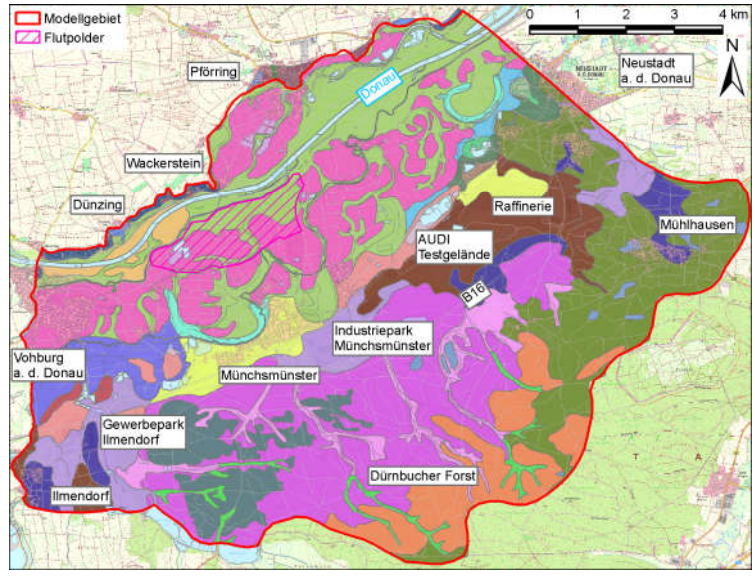 Modellgebiet
Flutpolder
0 1 2 4 km
N
Pförring
Donau
NEUSTADT
Neustadt
a. d. Donau
Wackerstein
Dünzing
Raffinerie
Mühlhausen
AUDI
Testgelände
B16
Industriepark
Münchsmünster
Vohburg
a. d. Donau
Münchsmünster
Gewerbepark
Ilmendorf
Dürnbucher Forst
Ilmendorf
T A